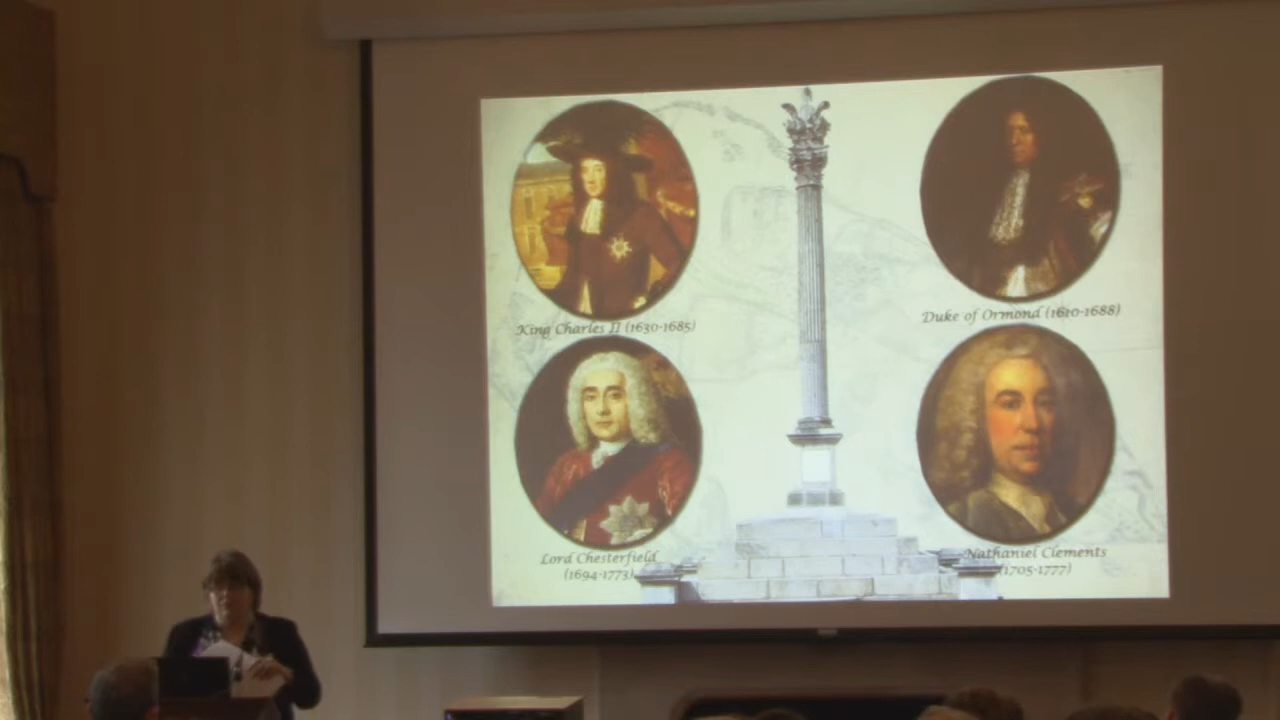 King Charles II (1630-1685)
Duke of Ormond (1610-1688)
Lord Chesterfield
(1694-1773)
Nathaniel Clements
(1705-1777)